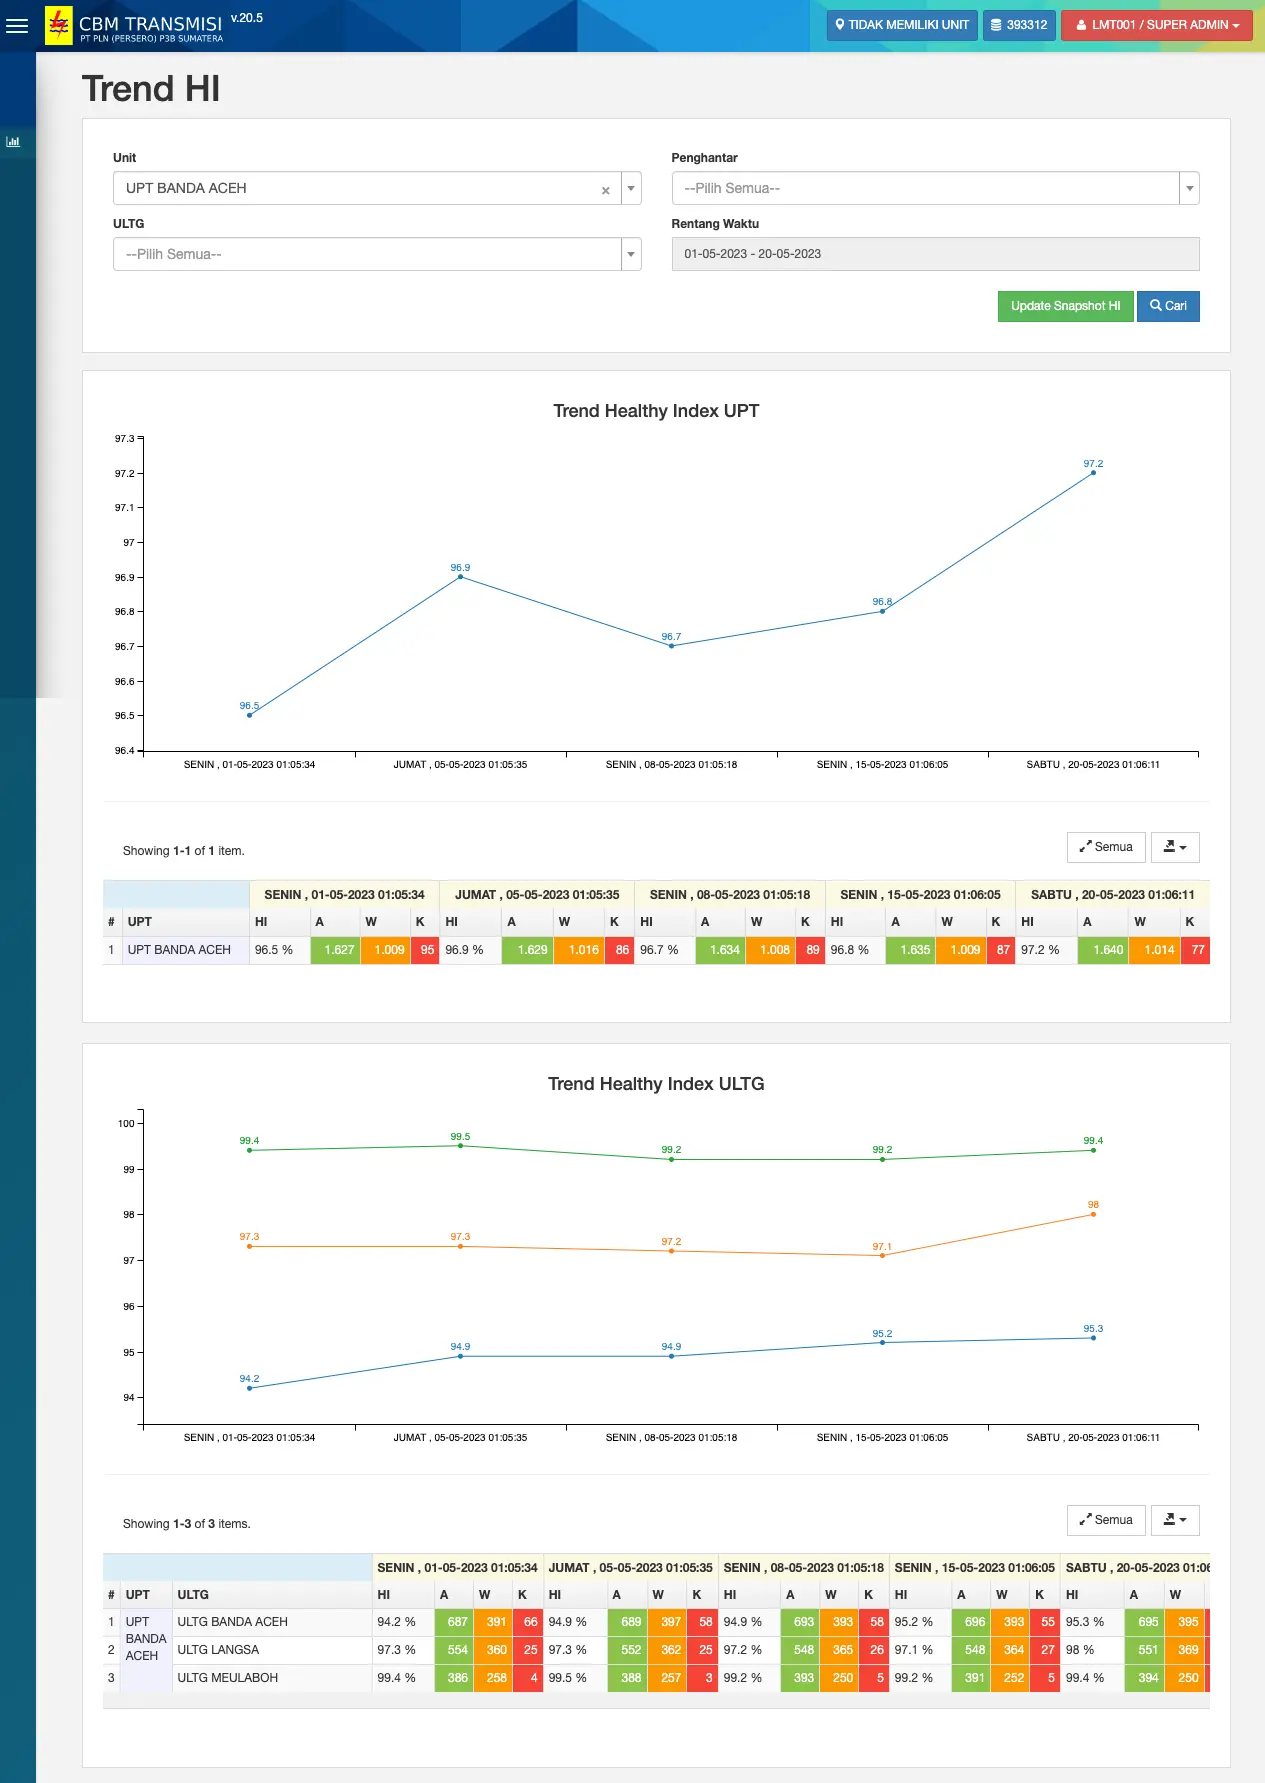 CBM TRANSMISI v.20.5
PT PLN (PERSERO) P3B SUMATERA
TIDAK MEMILIKI UNIT 393312 LMT001 / SUPER ADMIN
Trend HI
Unit Penghantar
UPT BANDA ACEH × --Pilih Semua--
ULTG Rentang Waktu
--Pilih Semua-- 01-05-2023 - 20-05-2023
Update Snapshot HI Cari
Trend Healthy Index UPT
97.3
97.2
97.1
97
96.9
96.8
96.7
96.6
96.5
96.4
96.5 96.9 96.7 96.8 97.2
SENIN , 01-05-2023 01:05:34 JUMAT , 05-05-2023 01:05:35 SENIN , 08-05-2023 01:05:18 SENIN , 15-05-2023 01:06:05 SABTU , 20-05-2023 01:06:11
Showing 1-1 of 1 item. Semua
SENIN , 01-05-2023 01:05:34 JUMAT , 05-05-2023 01:05:35 SENIN , 08-05-2023 01:05:18 SENIN , 15-05-2023 01:06:05 SABTU , 20-05-2023 01:06:11
# UPT HI A W K HI A W K HI A W K HI A W K HI A W K
1 UPT BANDA ACEH 96.5 % 1.627 1.009 95 96.9 % 1.629 1.016 86 96.7 % 1.634 1.008 89 96.8 % 1.635 1.009 87 97.2 % 1.640 1.014 77
Trend Healthy Index ULTG
100
99
98
97
96
95
94
99.4 99.5 99.2 99.2 99.4
97.3 97.3 97.2 97.1 98
94.2 94.9 94.9 95.2 95.3
SENIN , 01-05-2023 01:05:34 JUMAT , 05-05-2023 01:05:35 SENIN , 08-05-2023 01:05:18 SENIN , 15-05-2023 01:06:05 SABTU , 20-05-2023 01:06:11
Showing 1-3 of 3 items. Semua
SENIN , 01-05-2023 01:05:34 JUMAT , 05-05-2023 01:05:35 SENIN , 08-05-2023 01:05:18 SENIN , 15-05-2023 01:06:05 SABTU , 20-05-2023 01:06
# UPT ULTG HI A W K HI A W K HI A W K HI A W K HI A W
1 UPT BANDA ACEH ULTG BANDA ACEH 94.2 % 687 391 66 94.9 % 689 397 58 94.9 % 693 393 58 95.2 % 696 393 55 95.3 % 695 395
2 ULTG LANGSA 97.3 % 554 360 25 97.3 % 552 362 25 97.2 % 548 365 26 97.1 % 548 364 27 98 % 551 369
3 ULTG MEULABOH 99.4 % 386 258 4 99.5 % 388 257 3 99.2 % 393 250 5 99.2 % 391 252 5 99.4 % 394 250